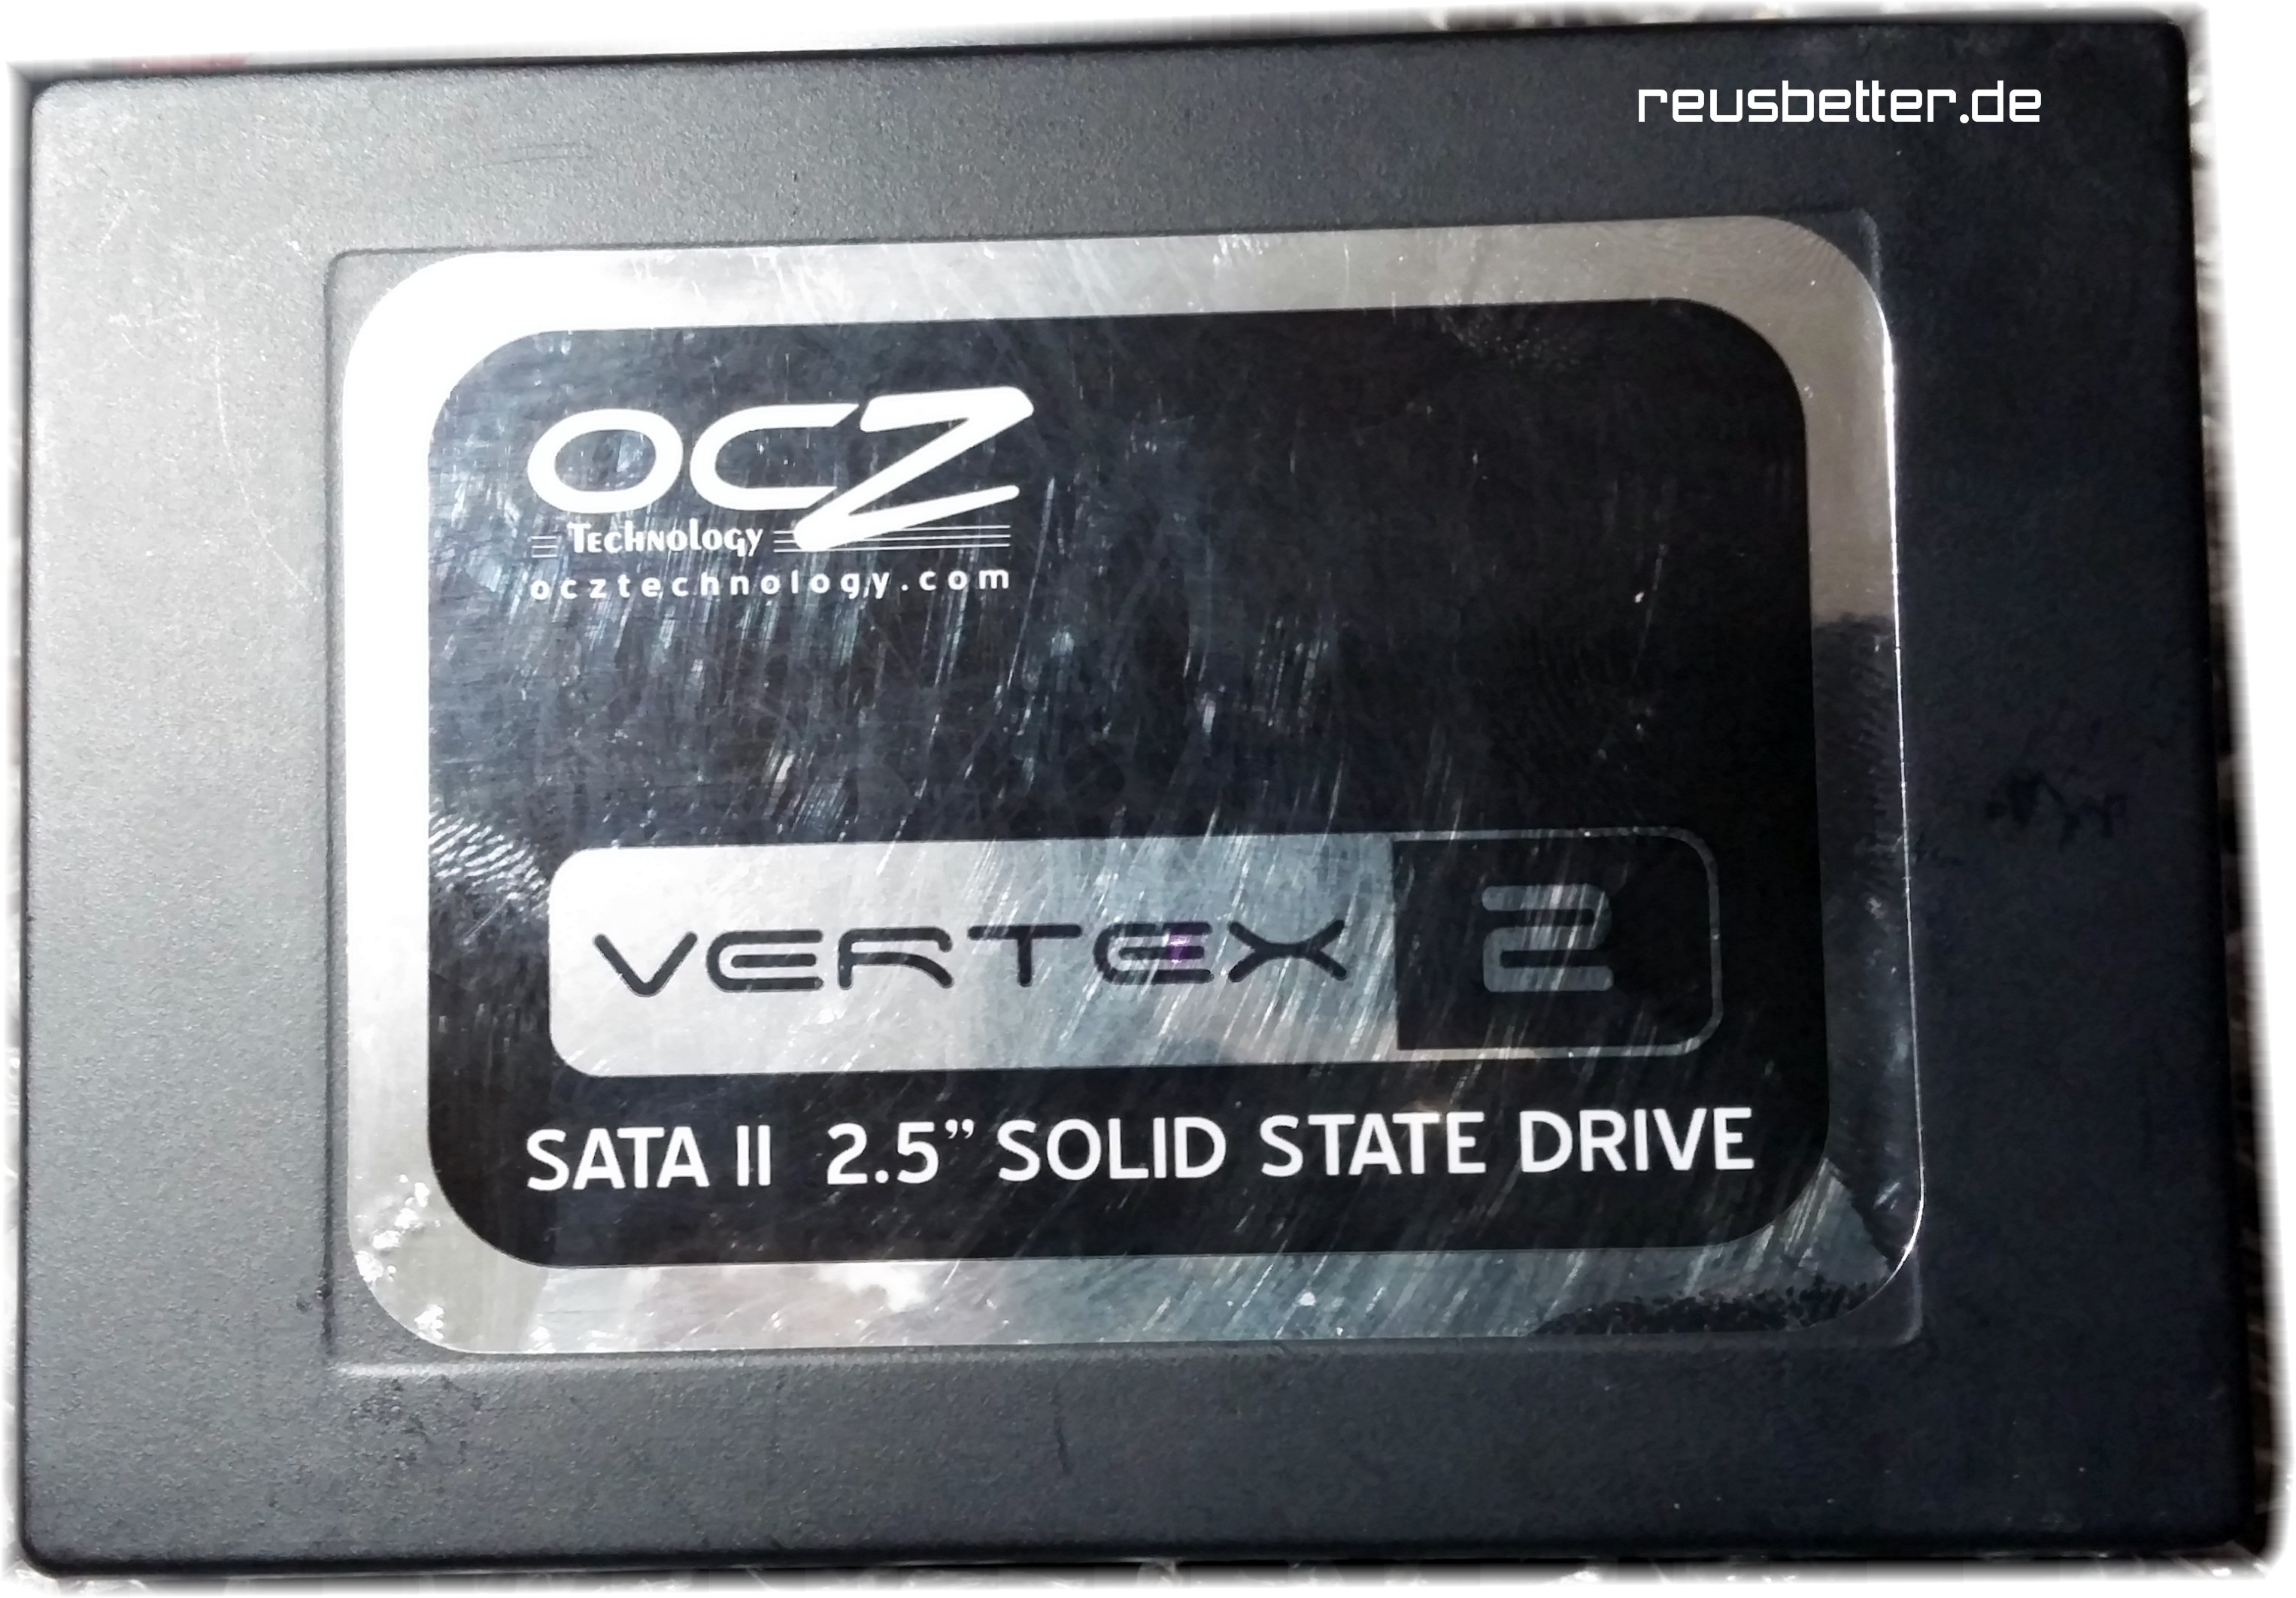 reusbetter.de
OCZ
Technology
ocztechnology.com
VERTEX 2
SATA II 2.5” SOLID STATE DRIVE